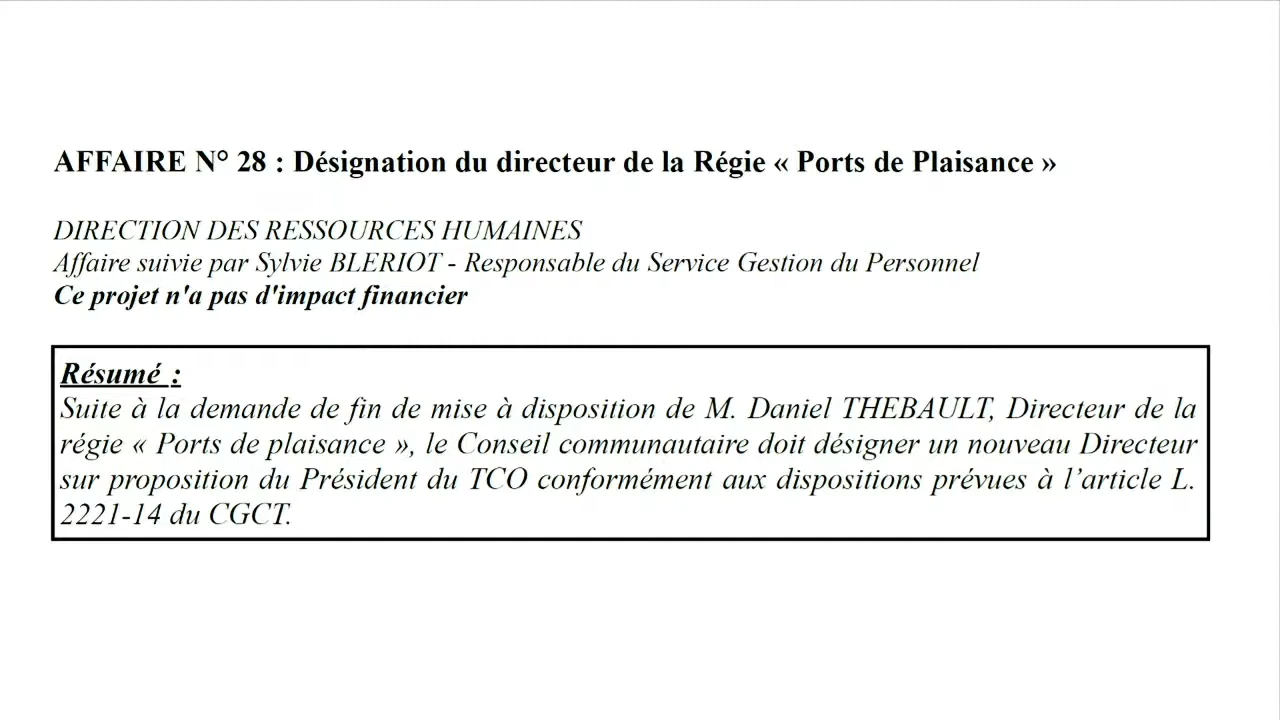 AFFAIRE N° 28 : Désignation du directeur de la Régie « Ports de Plaisance »
DIRECTION DES RESSOURCES HUMAINES
Affaire suivie par Sylvie BLERIOT - Responsable du Service Gestion du Personnel
Ce projet n'a pas d'impact financier
Résumé :
Suite à la demande de fin de mise à disposition de M. Daniel THEBAULT, Directeur de la
régie « Ports de plaisance », le Conseil communautaire doit désigner un nouveau Directeur
sur proposition du Président du TCO conformément aux dispositions prévues à l’article L.
2221-14 du CGCT.